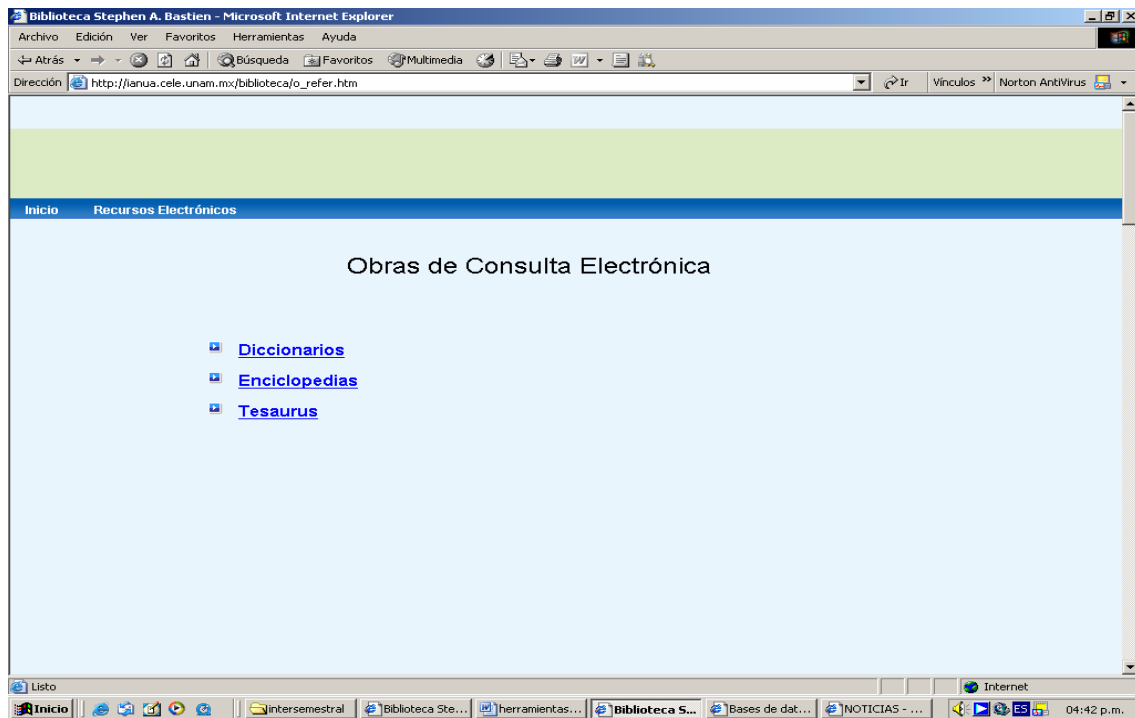 Biblioteca Stephen A. Bastien - Microsoft Internet Explorer
Archivo Edición Ver Favoritos Herramientas Ayuda
Atrás Búsqueda Favoritos Multimedia
Dirección http://ianua.cele.unam.mx/biblioteca/o_refer.htm Ir Vínculos » Norton AntiVirus
Inicio Recursos Electrónicos
Obras de Consulta Electrónica
Diccionarios
Enciclopedias
Tesaurus
Listo Internet
Inicio intersemestral Biblioteca Ste... herramientas... Biblioteca S... Bases de dat... NOTICIAS - ... ES 04:42 p.m.